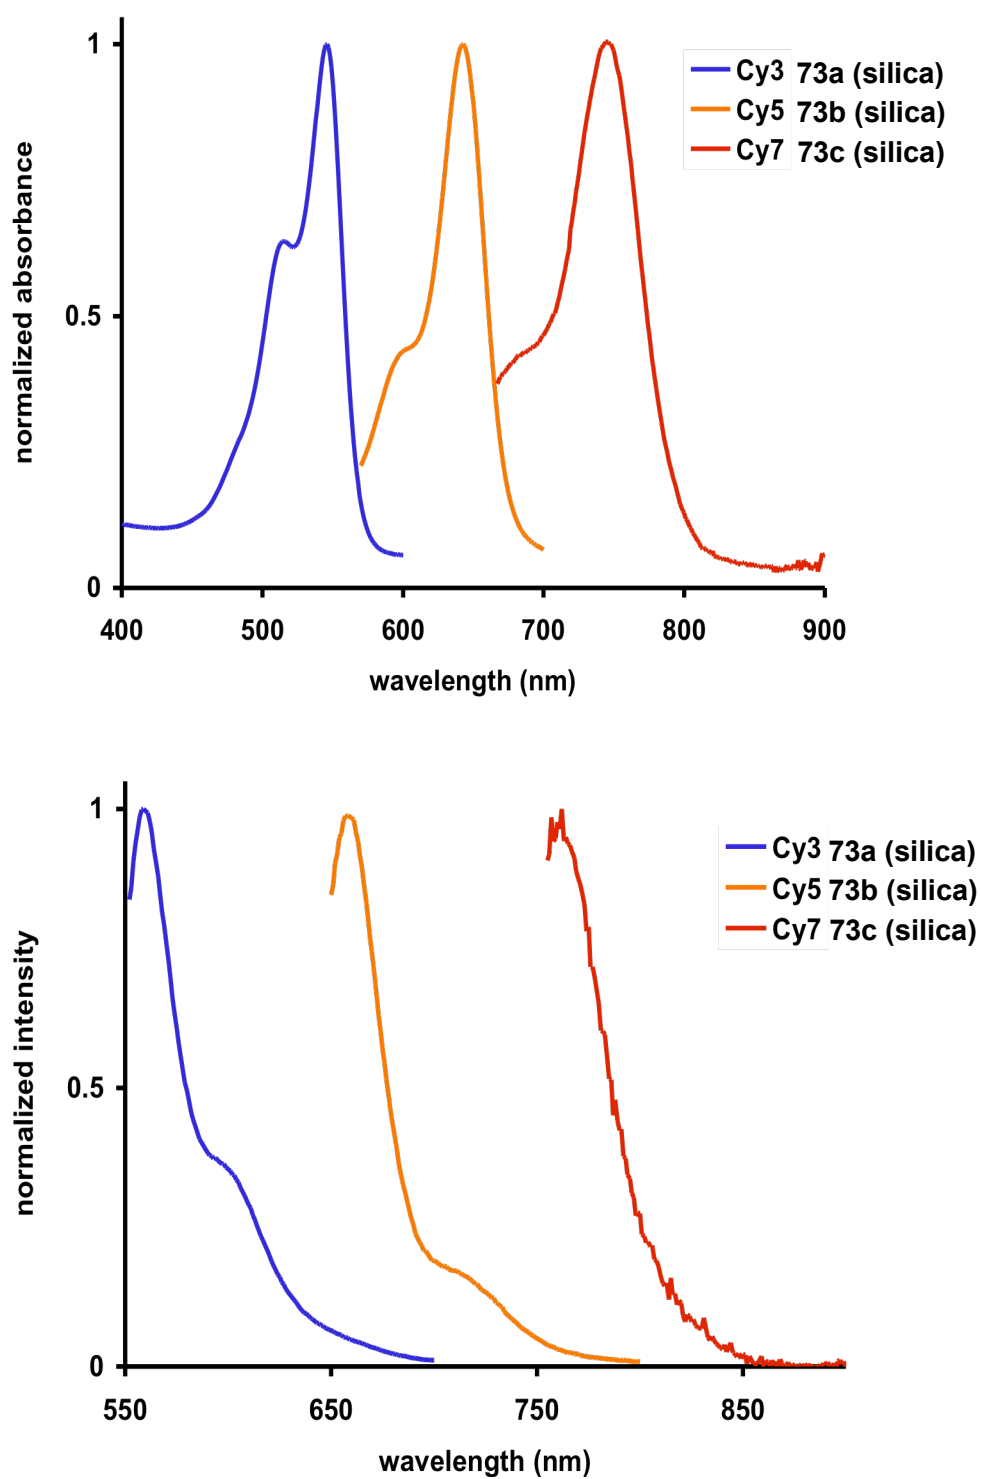 1
Cy3 73a (silica)
Cy5 73b (silica)
Cy7 73c (silica)
normalized absorbance
0.5
0
400 500 600 700 800 900
wavelength (nm)
1
Cy3 73a (silica)
Cy5 73b (silica)
Cy7 73c (silica)
normalized intensity
0.5
0
550 650 750 850
wavelength (nm)